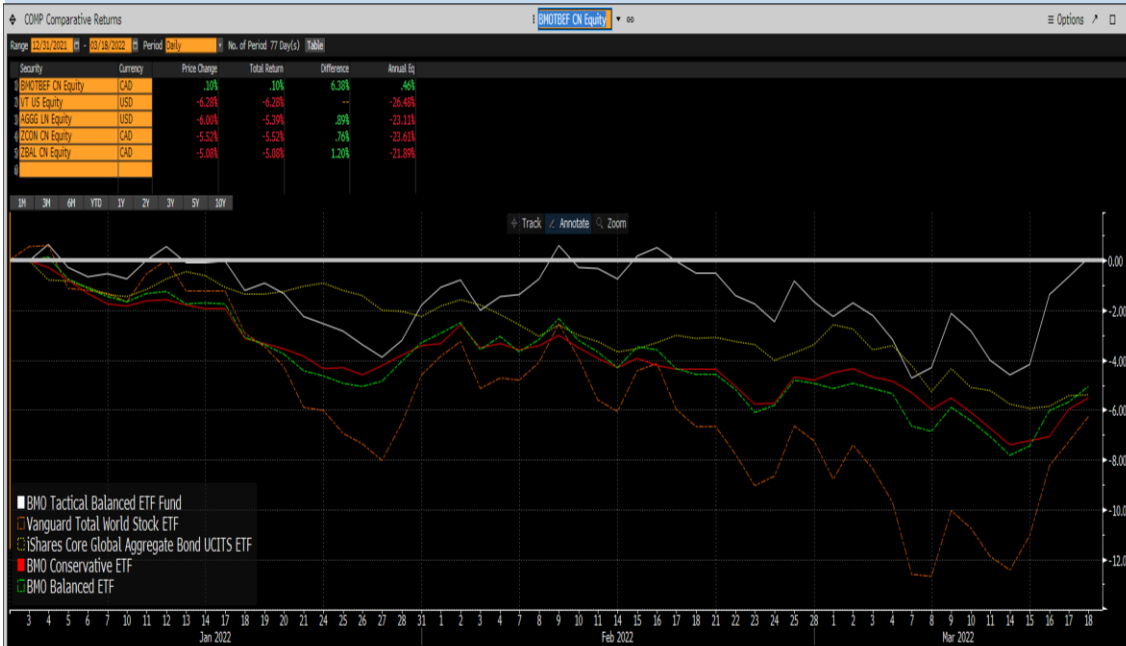 COMP Comparative Returns BMOTBEF CN Equity Options
Range 12/31/2021 - 03/18/2022 Period Daily No. of Period 77 Day(s) Table
Security Currency Price Change Total Return Difference Annual Eq
1) BMOTBEF CN Equity CAD .10% .10% 6.38% .46%
2) VT US Equity USD -6.28% -6.28% -- -26.48%
3) AGGG LN Equity USD -6.00% -5.39% .89% -23.11%
4) ZCON CN Equity CAD -5.52% -5.52% .76% -23.61%
5) ZBAL CN Equity CAD -5.08% -5.08% 1.20% -21.89%
1M 3M 6M YTD 1Y 2Y 3Y 5Y 10Y
Track Annotate Zoom
0.00
-2.00
-4.00
-6.00
-8.00
-10.00
-12.00
BMO Tactical Balanced ETF Fund
Vanguard Total World Stock ETF
iShares Core Global Aggregate Bond UCITS ETF
BMO Conservative ETF
BMO Balanced ETF
3 4 5 6 7 10 11 12 13 14 17 18 19 20 21 24 25 26 27 28 31 1 2 3 4 7 8 9 10 11 14 15 16 17 18 21 22 23 24 25 28 1 2 3 4 7 8 9 10 11 14 15 16 17 18
Jan 2022 Feb 2022 Mar 2022